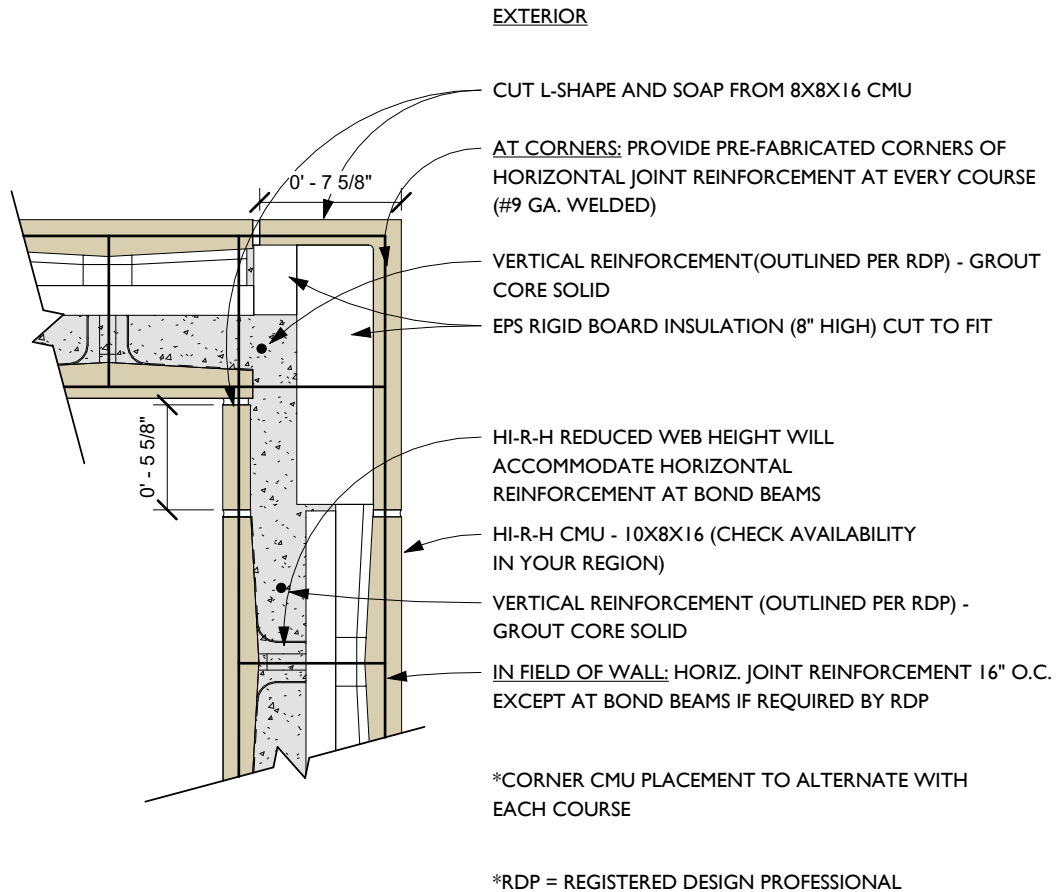 EXTERIOR
CUT L-SHAPE AND SOAP FROM 8X8X16 CMU
AT CORNERS: PROVIDE PRE-FABRICATED CORNERS OF
HORIZONTAL JOINT REINFORCEMENT AT EVERY COURSE
(#9 GA. WELDED)
0' - 7 5/8"
VERTICAL REINFORCEMENT(OUTLINED PER RDP) - GROUT
CORE SOLID
EPS RIGID BOARD INSULATION (8" HIGH) CUT TO FIT
0' - 5 5/8"
HI-R-H REDUCED WEB HEIGHT WILL
ACCOMMODATE HORIZONTAL
REINFORCEMENT AT BOND BEAMS
HI-R-H CMU - 10X8X16 (CHECK AVAILABILITY
IN YOUR REGION)
VERTICAL REINFORCEMENT (OUTLINED PER RDP) -
GROUT CORE SOLID
IN FIELD OF WALL: HORIZ. JOINT REINFORCEMENT 16" O.C.
EXCEPT AT BOND BEAMS IF REQUIRED BY RDP
*CORNER CMU PLACEMENT TO ALTERNATE WITH
EACH COURSE
*RDP = REGISTERED DESIGN PROFESSIONAL